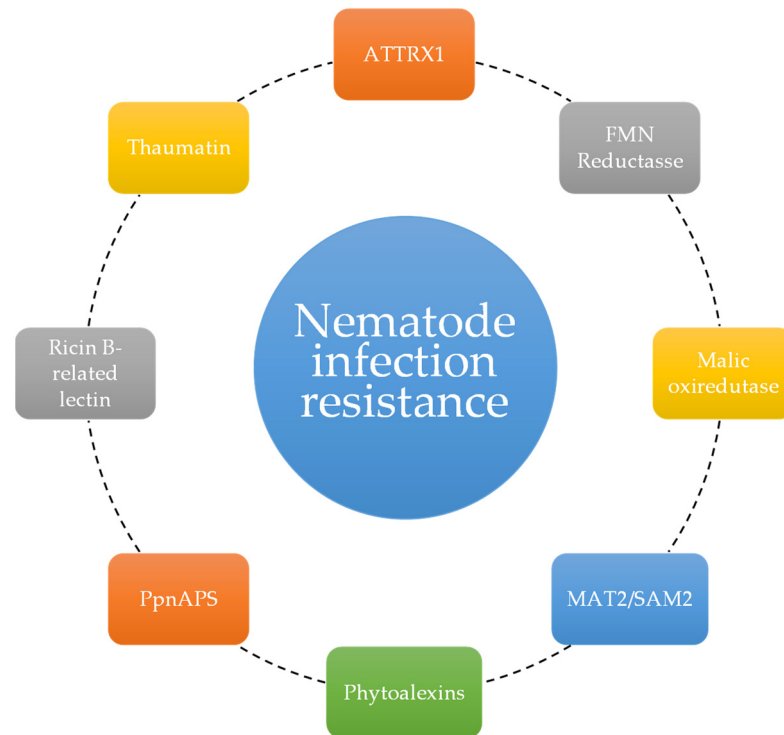 ATTRX1
FMN
Reductasse
Thaumatin
Nematode
infection
resistance
Ricin B-
related
lectin
Malic
oxiredutase
PpnAPS
MAT2/SAM2
Phytoalexins